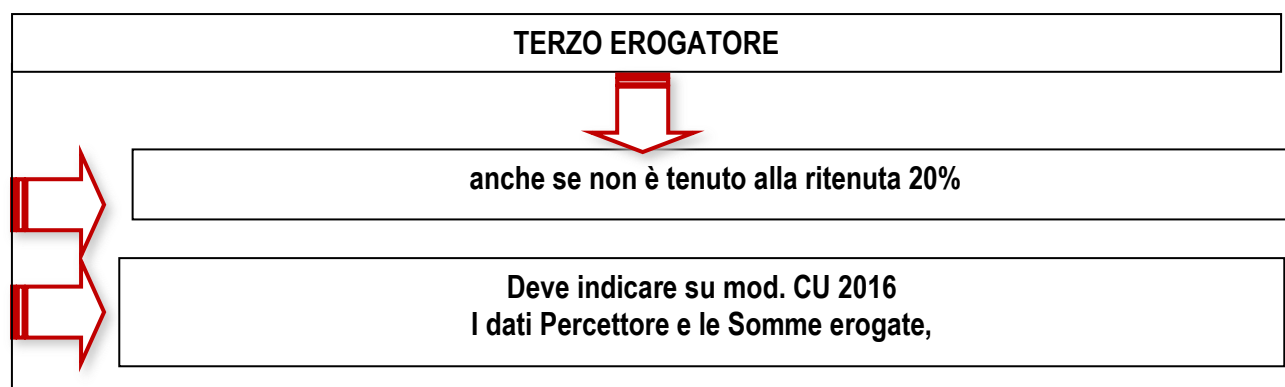 TERZO EROGATORE
anche se non è tenuto alla ritenuta 20%
Deve indicare su mod. CU 2016
I dati Percettore e le Somme erogate,